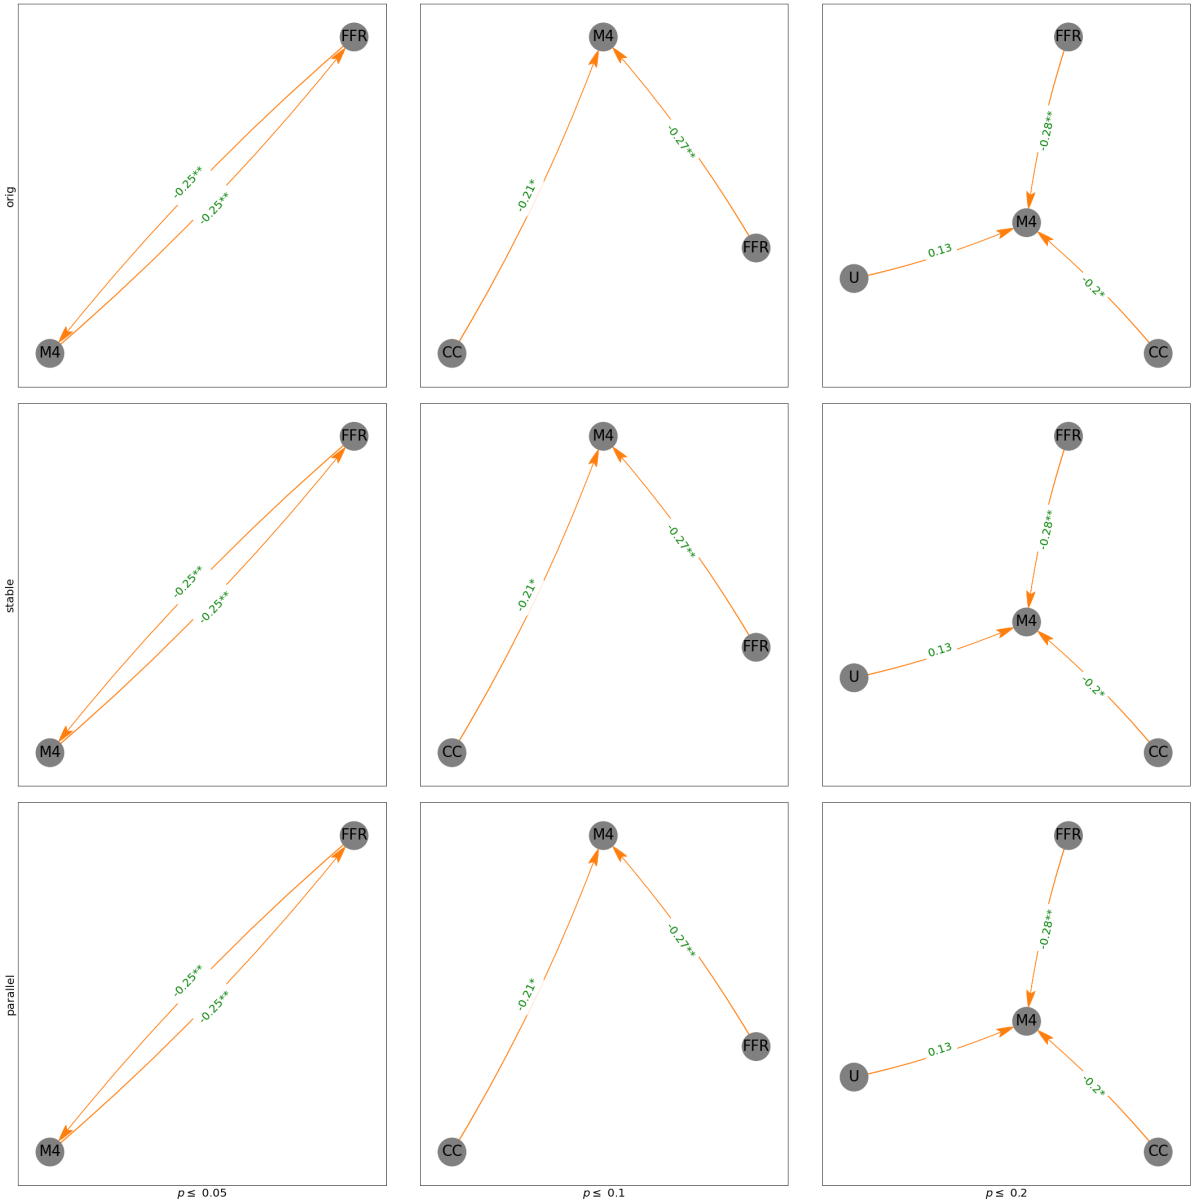 FFR
-0.25**
-0.25**
M4
orig
M4
-0.27**
-0.21*
FFR
CC
FFR
-0.28**
M4
0.13
U
-0.2*
CC
FFR
-0.25**
-0.25**
M4
stable
M4
-0.27**
-0.21*
FFR
CC
FFR
-0.28**
M4
0.13
U
-0.2*
CC
FFR
-0.25**
-0.25**
M4
parallel
M4
-0.27**
-0.21*
FFR
CC
FFR
-0.28**
M4
0.13
U
-0.2*
CC
p ≤ 0.05
p ≤ 0.1
p ≤ 0.2